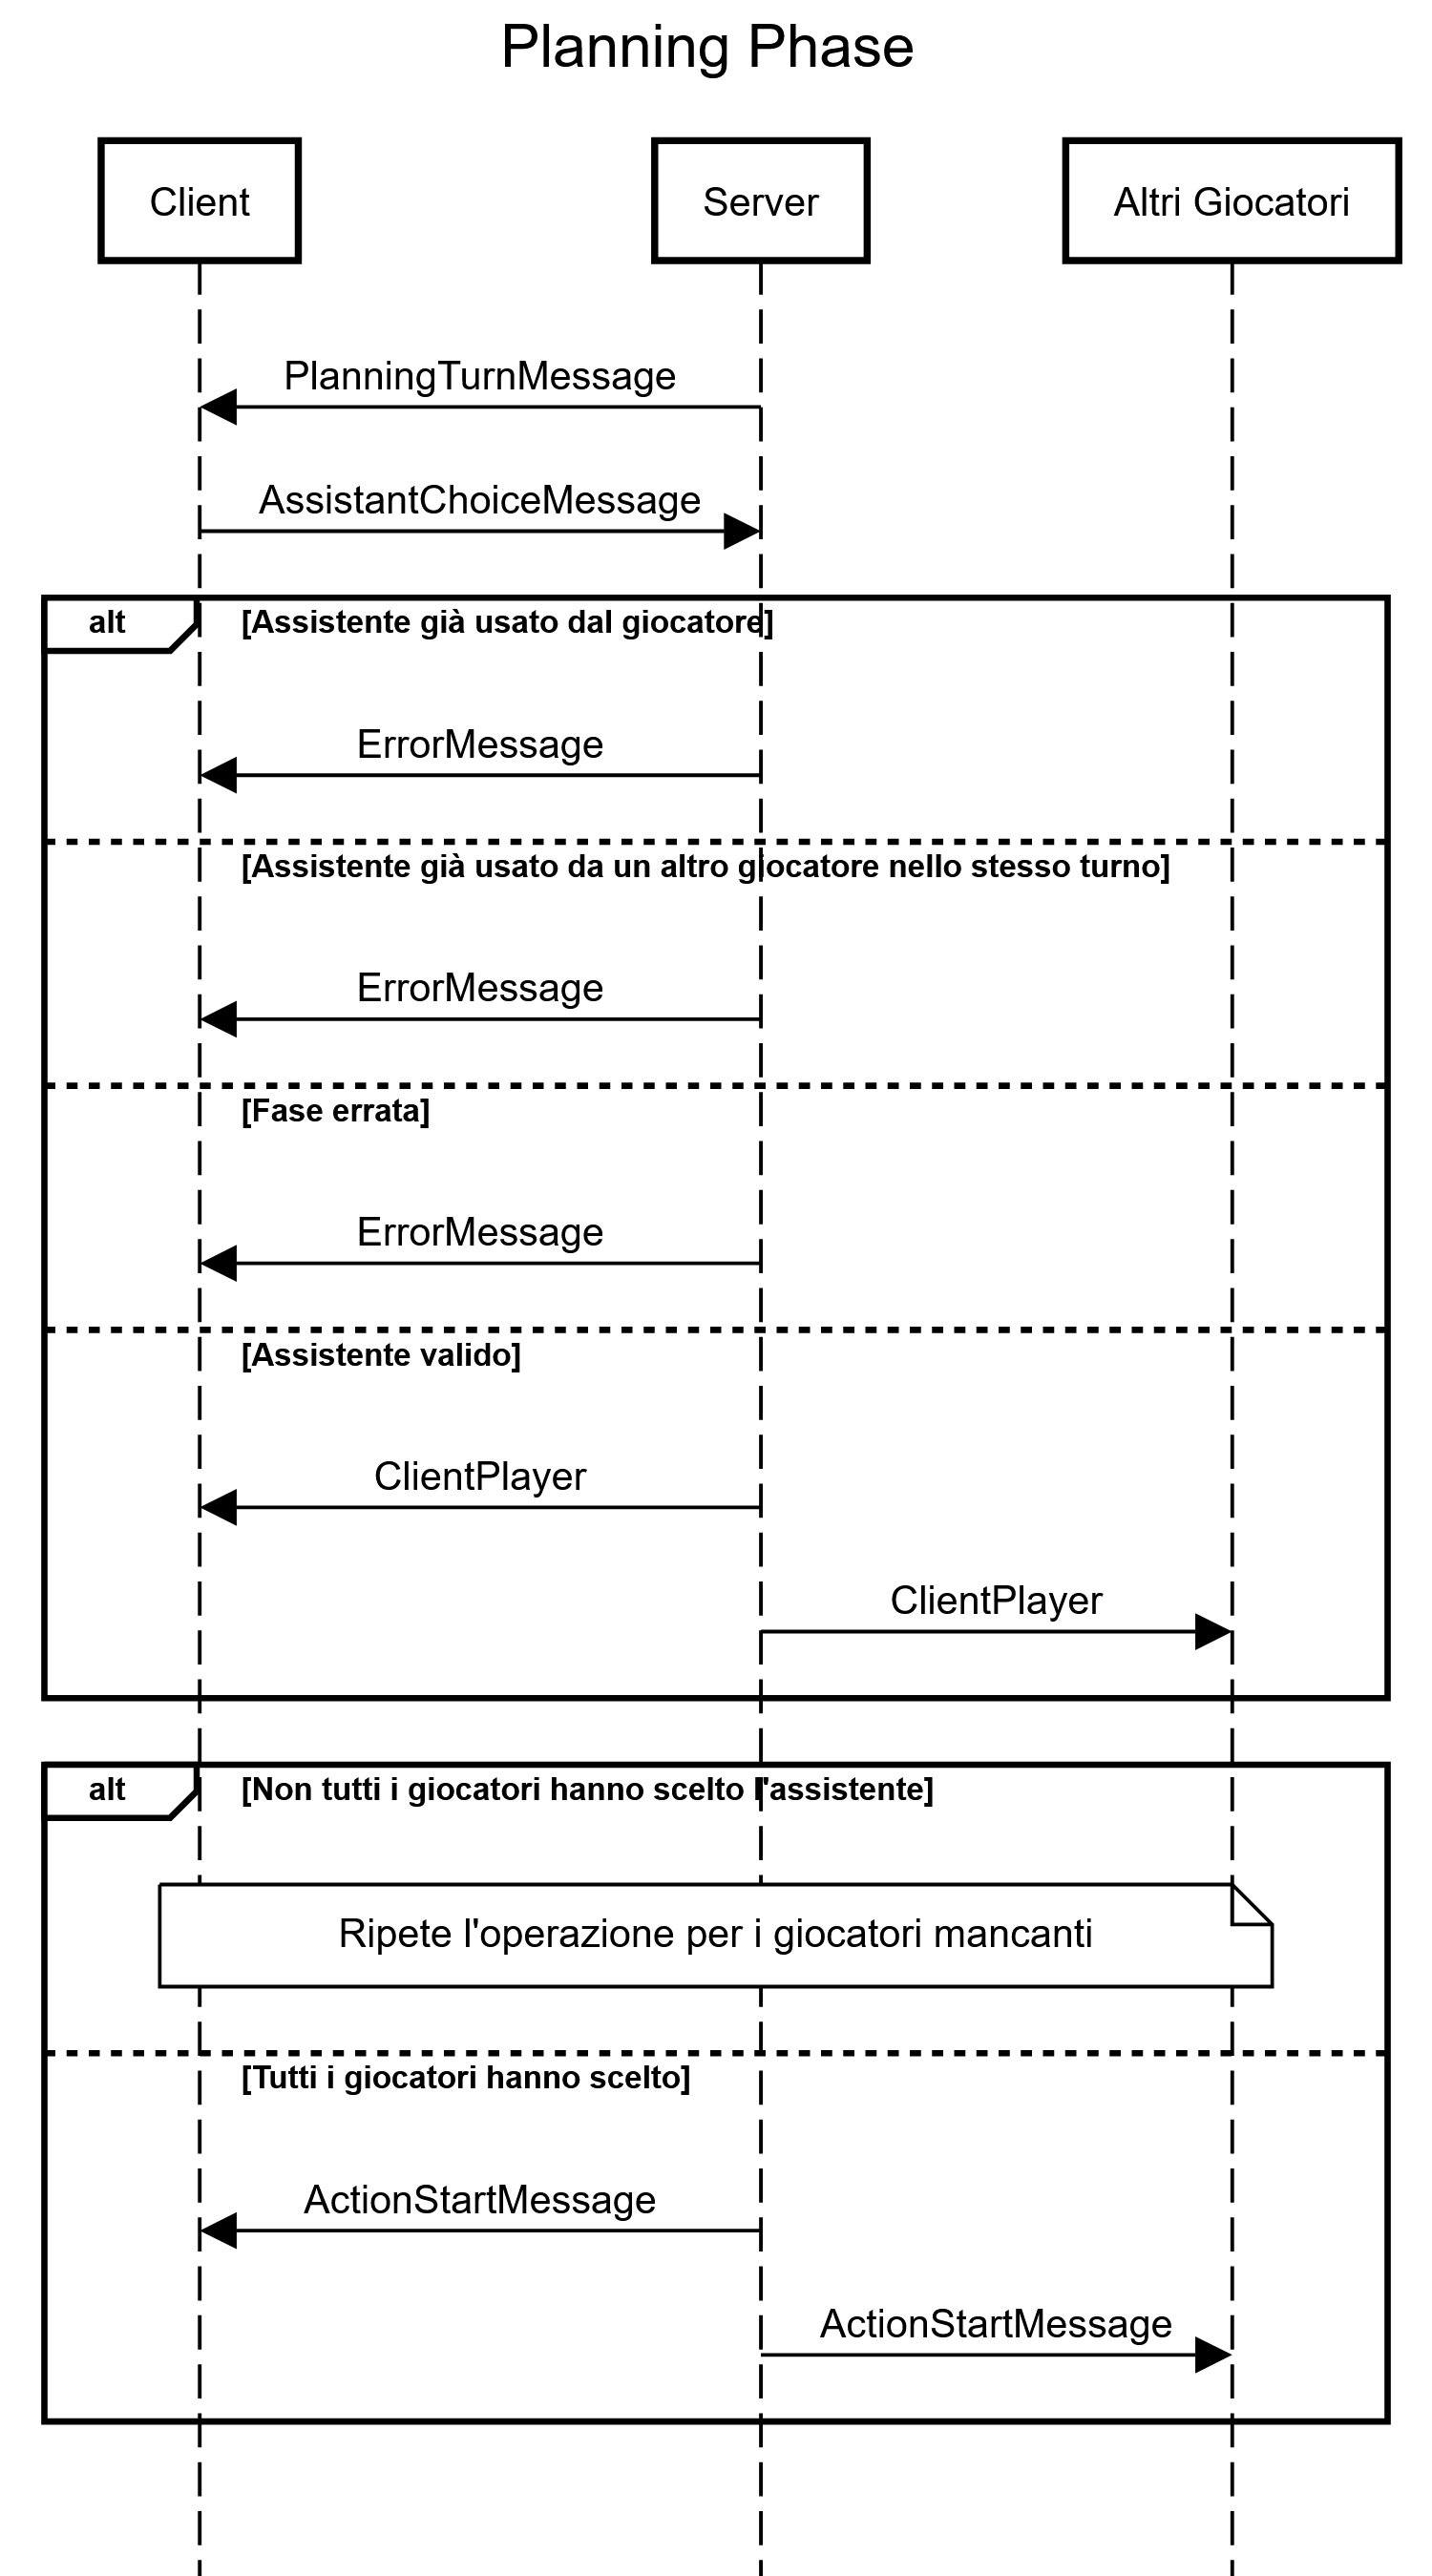 Planning Phase
Client
Server
Altri Giocatori
PlanningTurnMessage
AssistantChoiceMessage
alt
[Assistente già usato dal giocatore]
ErrorMessage
[Assistente già usato da un altro giocatore nello stesso turno]
ErrorMessage
[Fase errata]
ErrorMessage
[Assistente valido]
ClientPlayer
ClientPlayer
alt
[Non tutti i giocatori hanno scelto l'assistente]
Ripete l'operazione per i giocatori mancanti
[Tutti i giocatori hanno scelto]
ActionStartMessage
ActionStartMessage